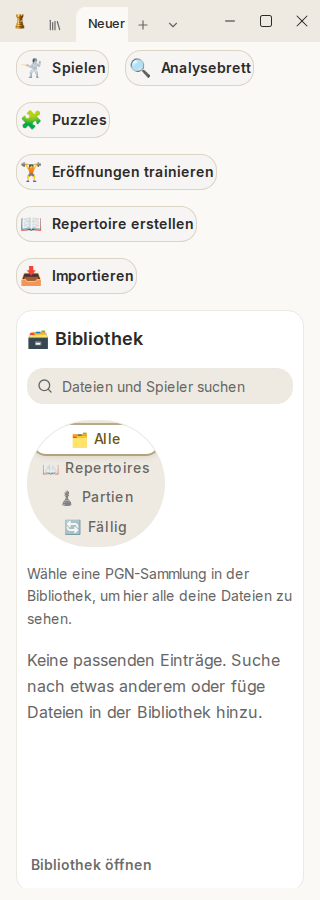 Neuer
Spielen
Analysebrett
Puzzles
Eröffnungen trainieren
Repertoire erstellen
Importieren
Bibliothek
Dateien und Spieler suchen
Alle
Repertoires
Partien
Fällig
Wähle eine PGN-Sammlung in der
Bibliothek, um hier alle deine Dateien zu
sehen.
Keine passenden Einträge. Suche
nach etwas anderem oder füge
Dateien in der Bibliothek hinzu.
Bibliothek öffnen